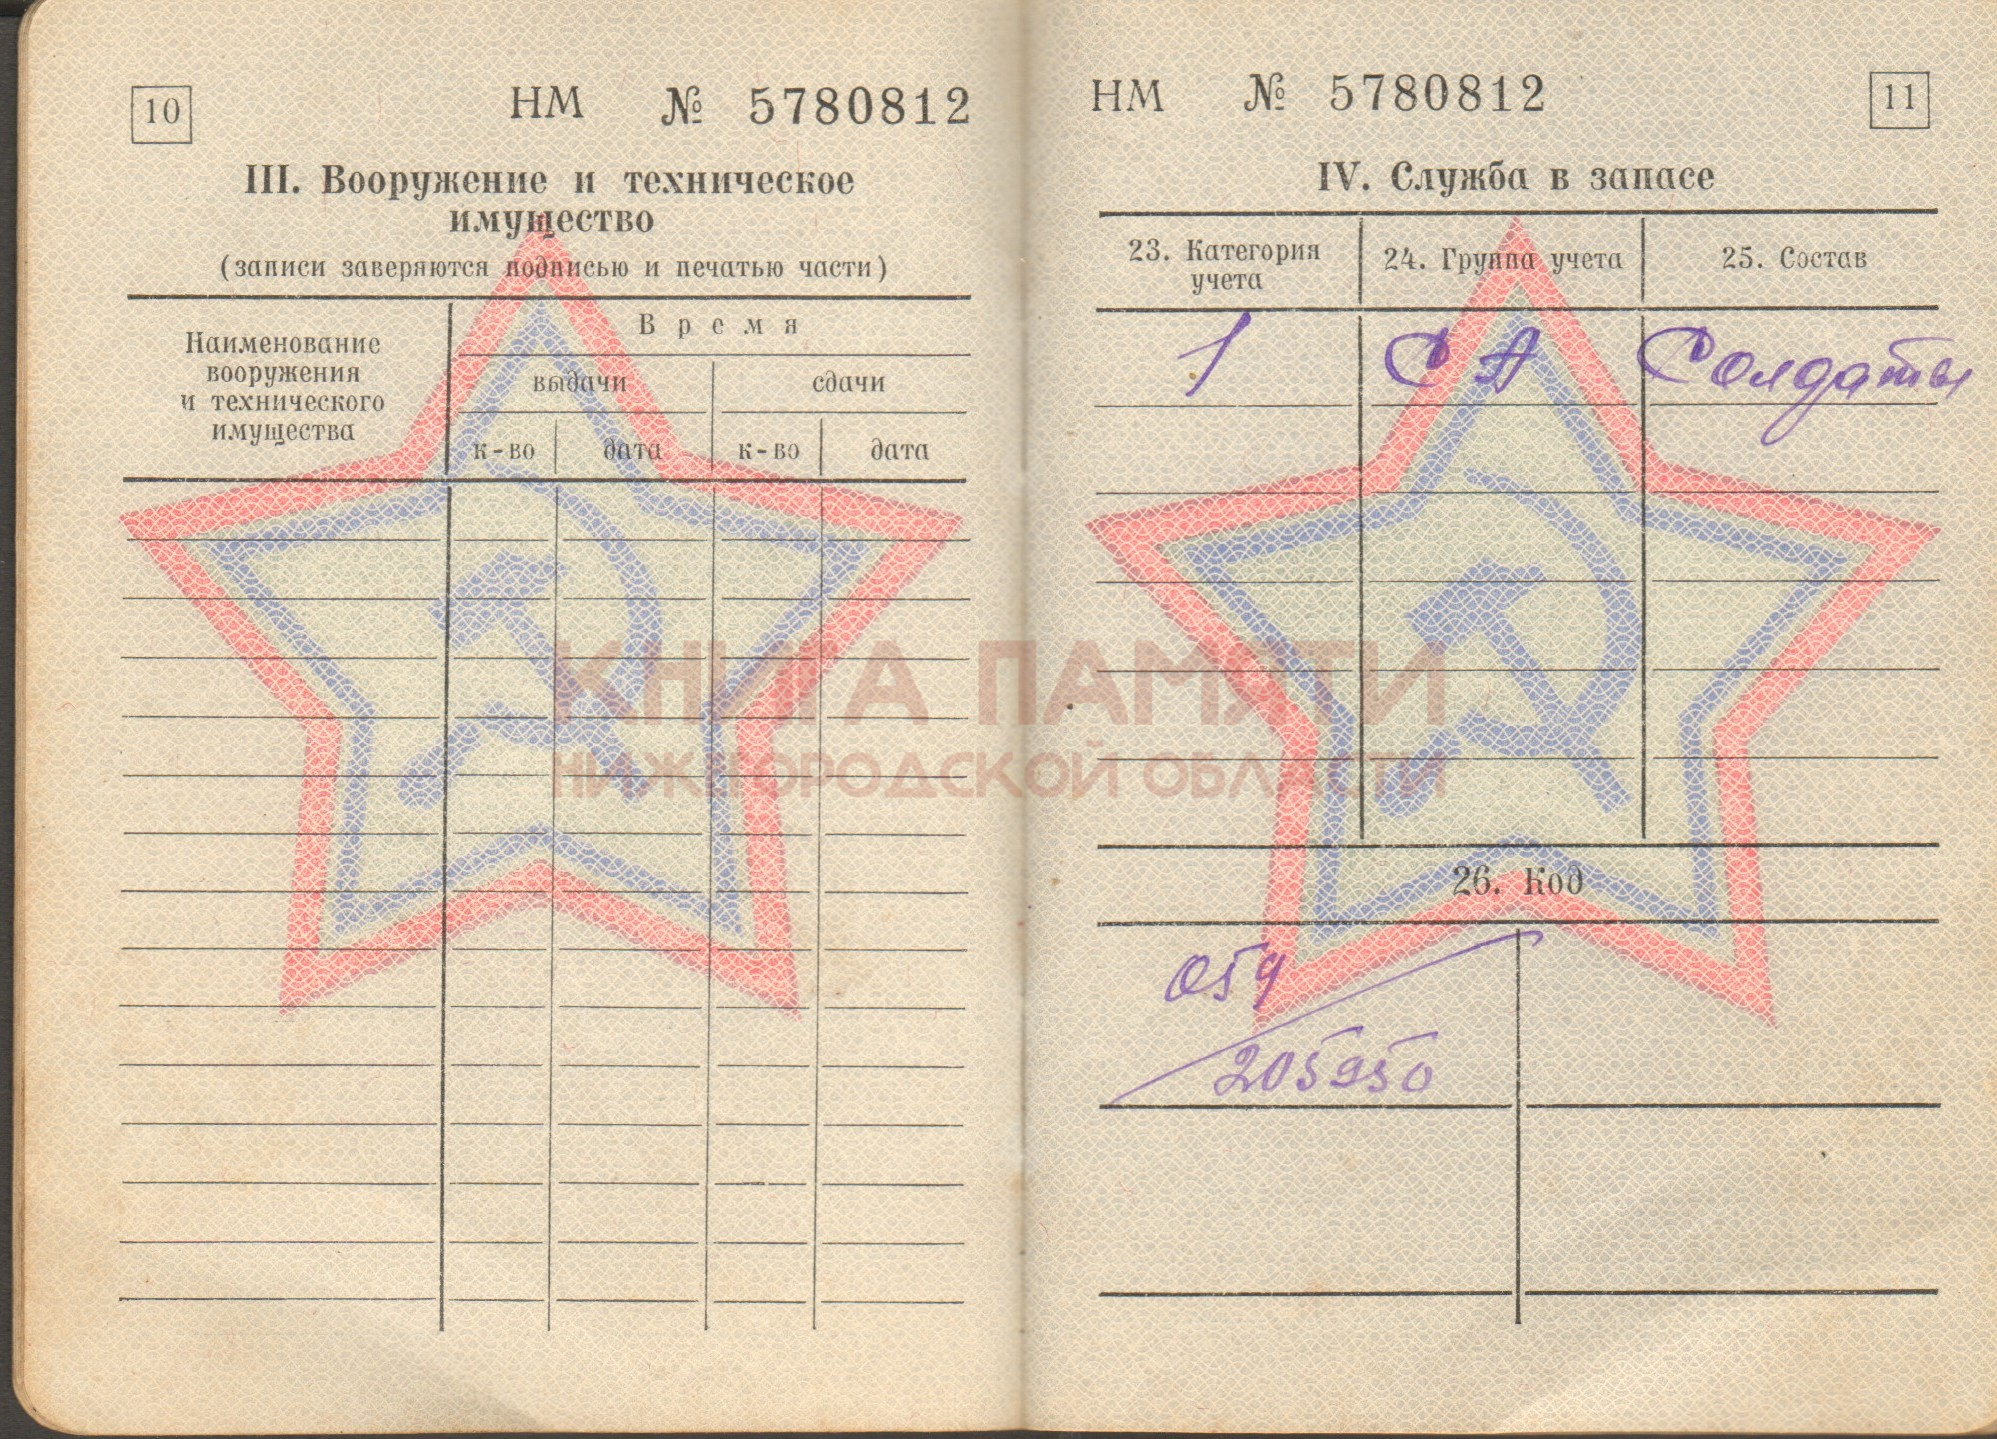 10
НМ № 5780812
III. Вооружение и техническое
имущество
(записи заверяются подписью и печатью части)
Наименование
вооружения
и технического
имущества
Время
выдачи
сдачи
к-во
дата
к-во
дата
НМ № 5780812
11
IV. Служба в запасе
23. Категория
учета
24. Группа учета
25. Состав
1
СА
Солдаты
26. Код
059
205950
КНИГА ПАМЯТИ
НИЖЕГОРОДСКОЙ ОБЛАСТИ